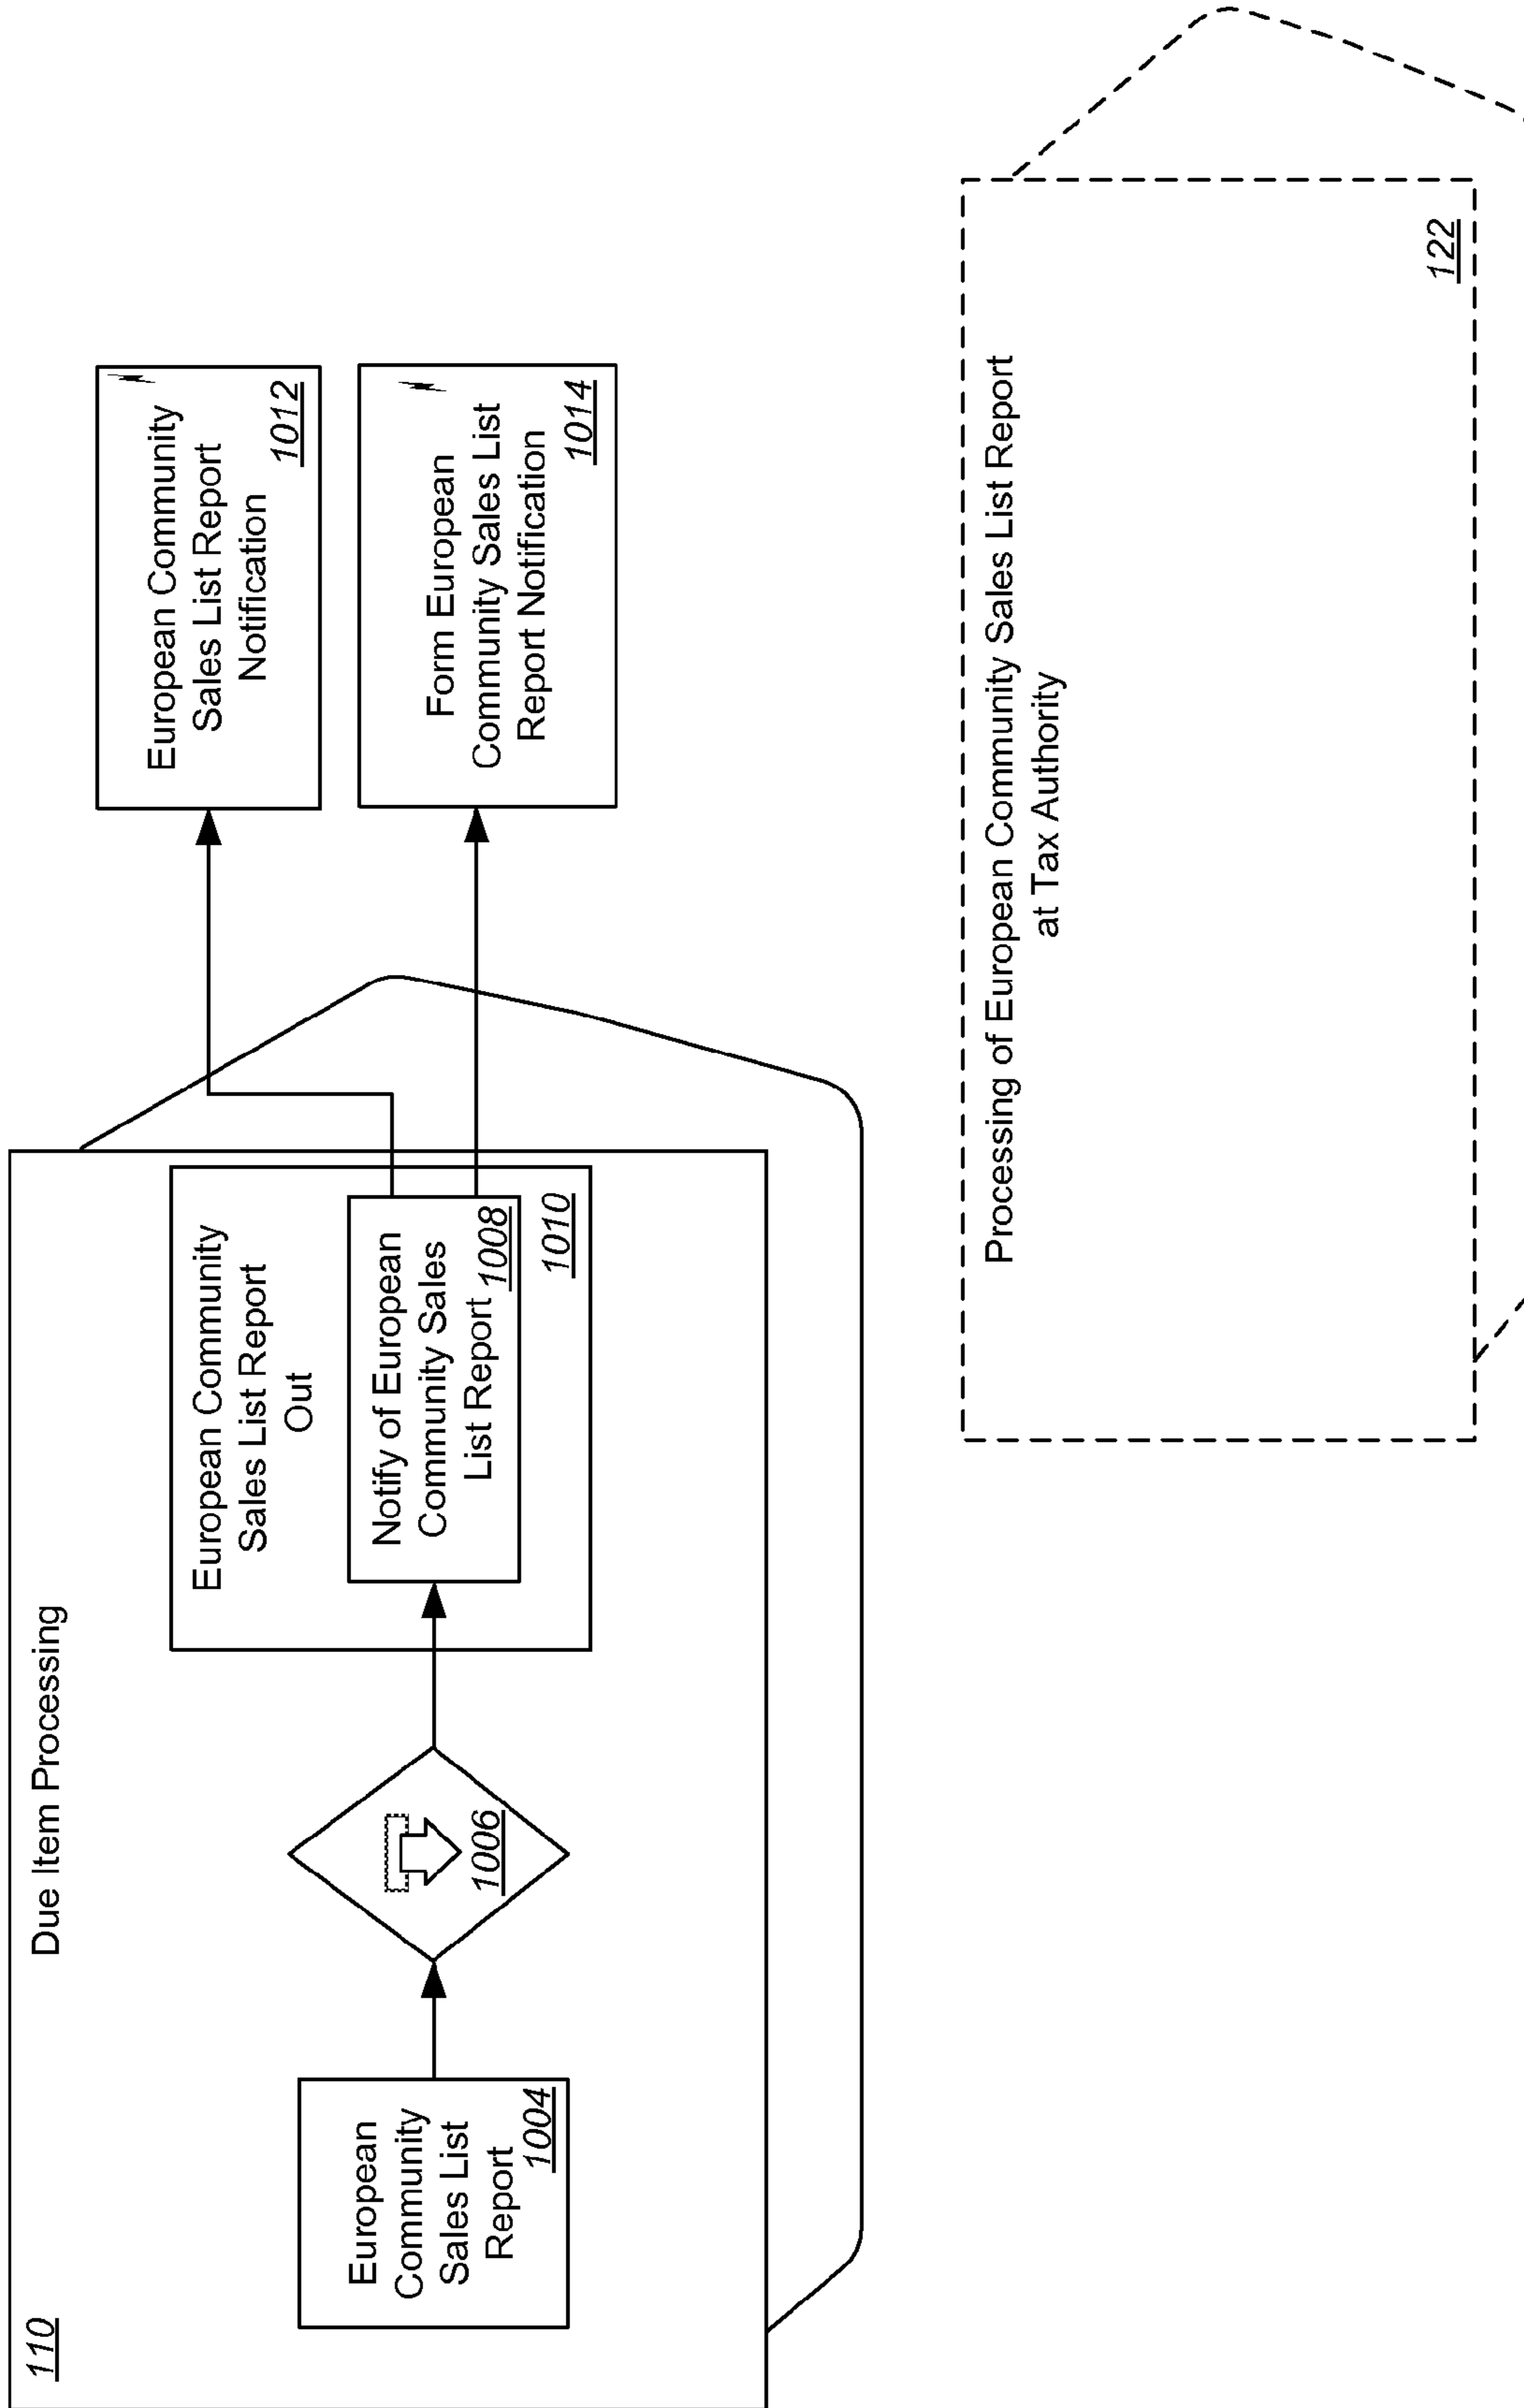 110
Due Item Processing
European
Community
Sales List
Report
1004
1006
European Community
Sales List Report
Out
Notify of European
Community Sales
List Report
1008
1010
European Community
Sales List Report
Notification
1012
Form European
Community Sales List
Report Notification
1014
Processing of European Community Sales List Report
at Tax Authority
122